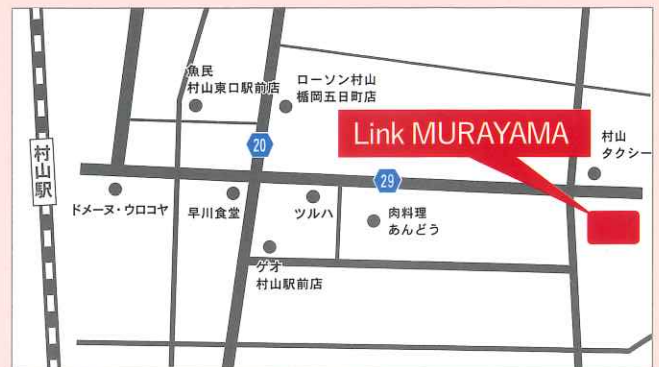 魚民
村山東口駅前店
ローソン村山
楯岡五日町店
Link MURAYAMA
村山
タクシー
20
29
村山駅
ドメーヌ・ウロコヤ
早川食堂
ツルハ
肉料理
あんどう
ゲオ
村山駅前店